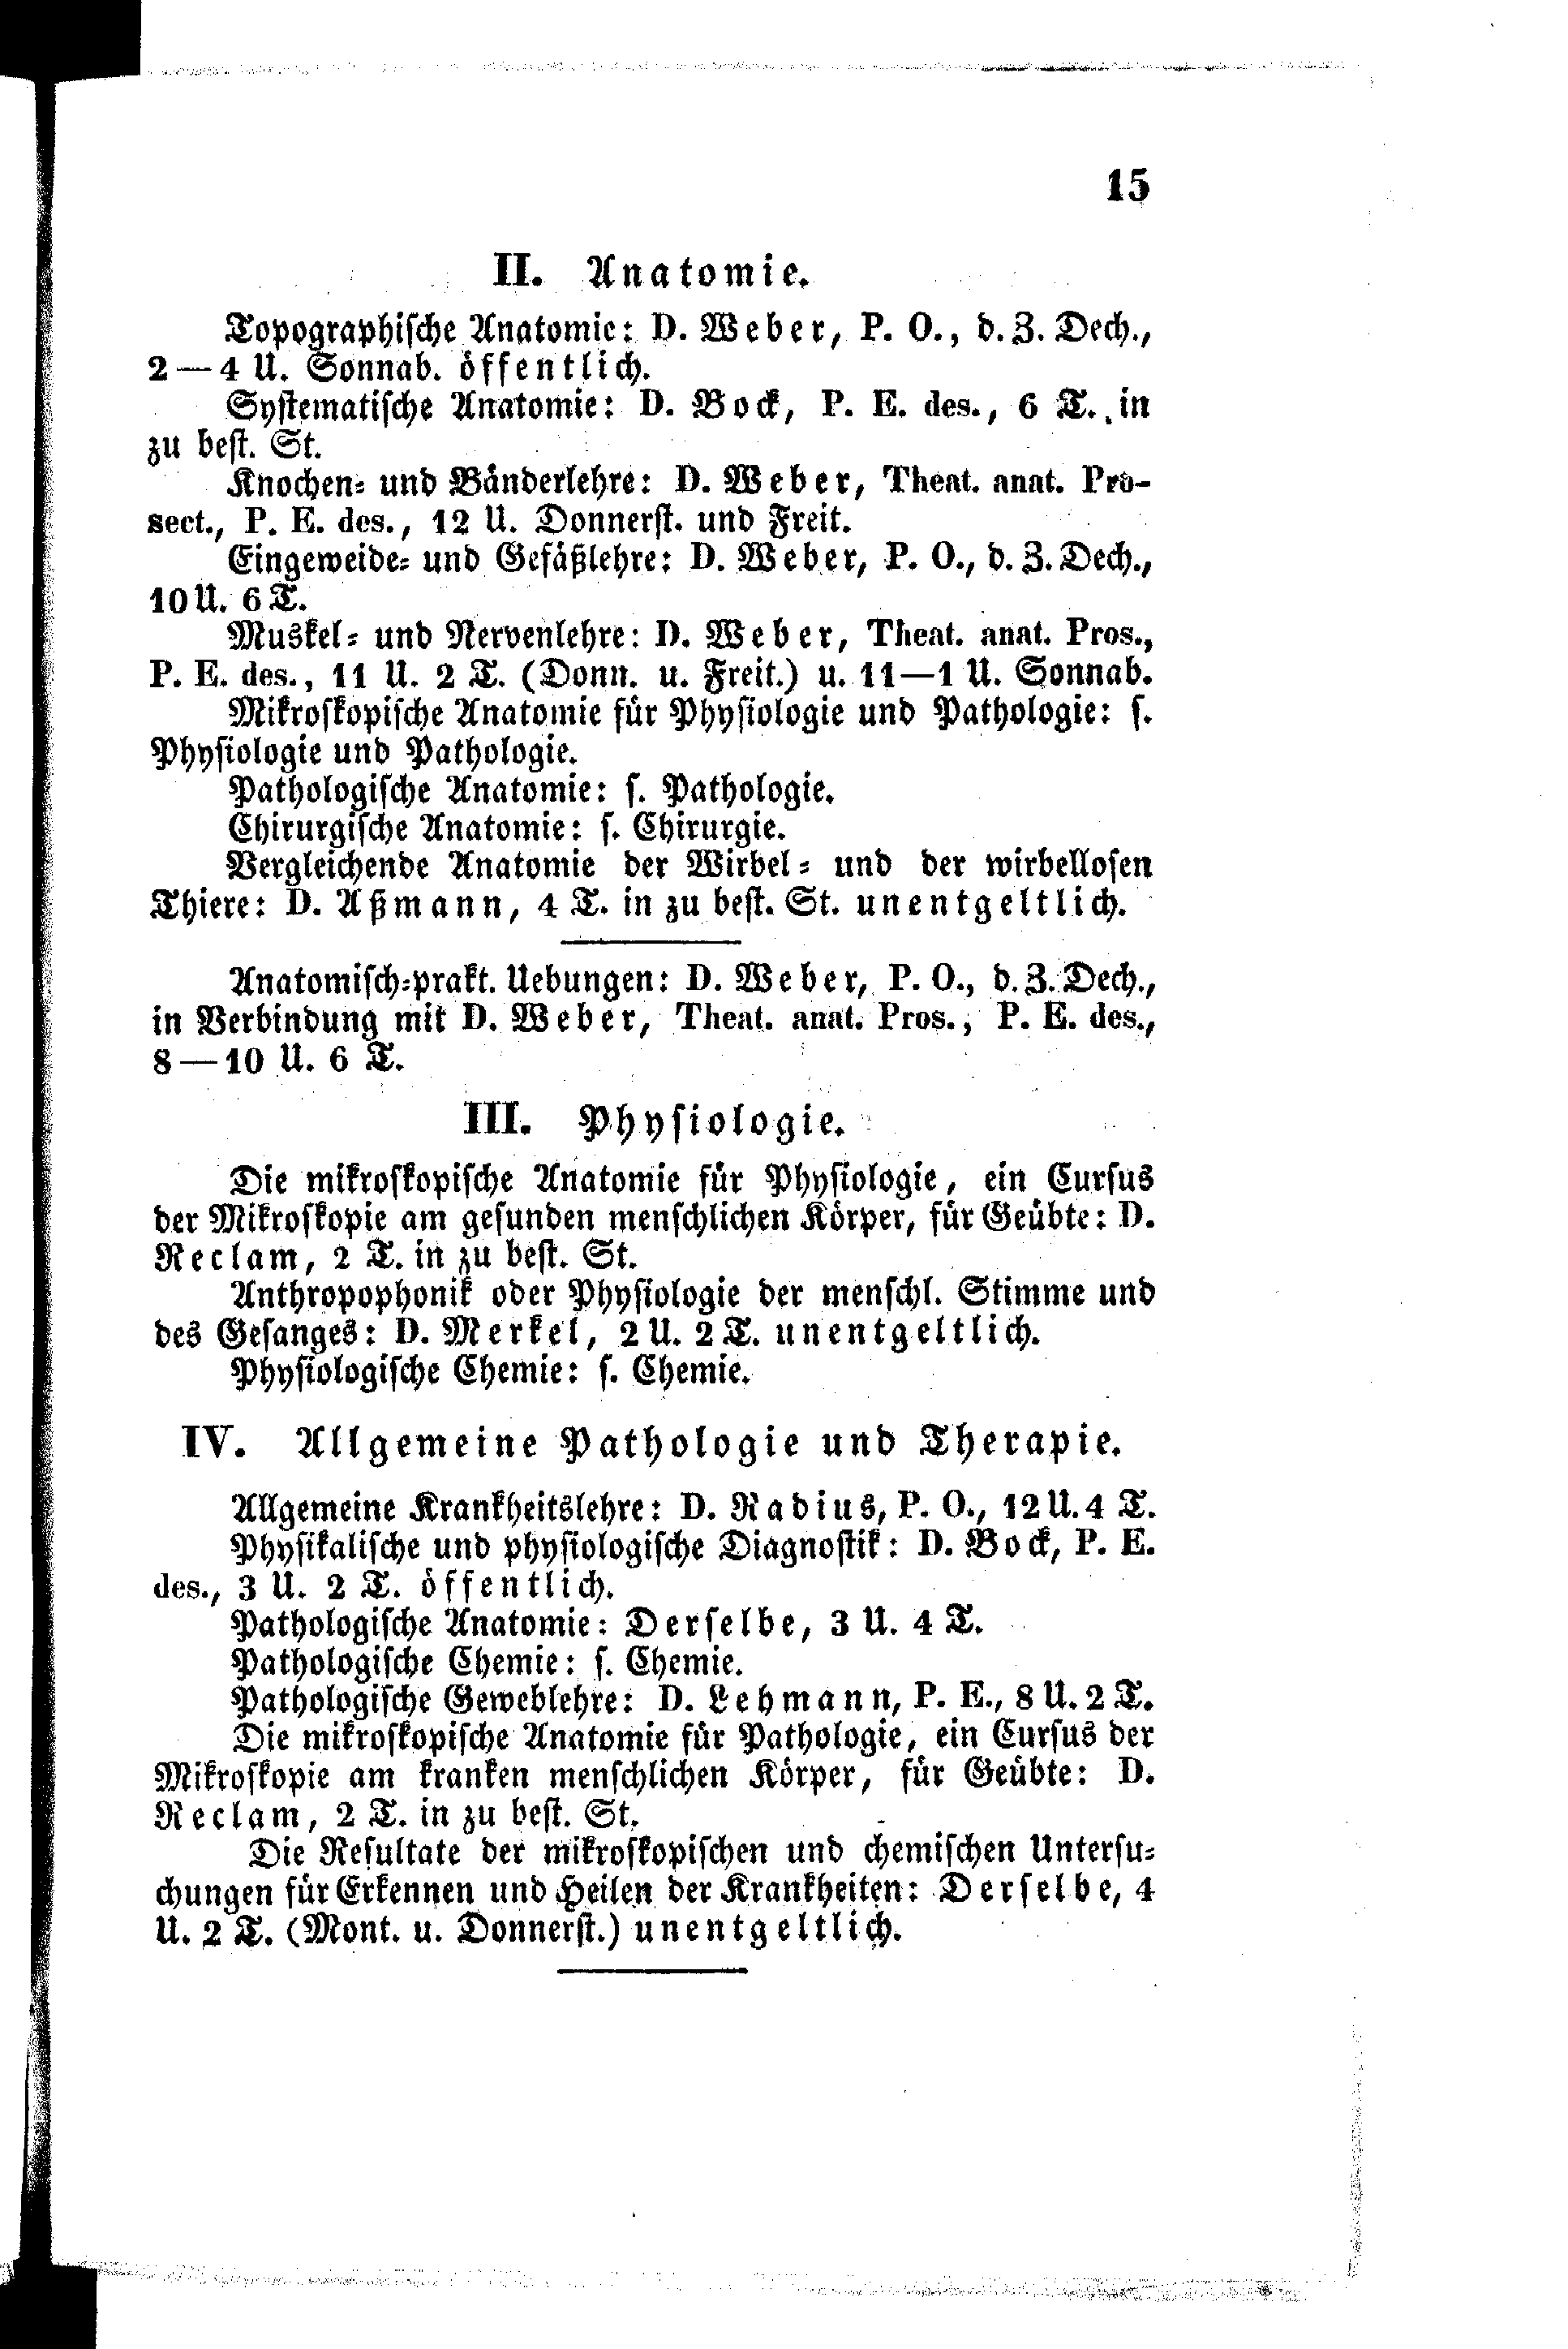 15
II. Anatomie.
Topographische Anatomie: D. Weber, P. O., d. Z. Dech.,
2—4 U. Sonnab. öffentlich.
Systematische Anatomie: D. Bock, P. E. des., 6 T. in
zu best. St.
Knochen- und Bänderlehre: D. Weber, Theat. anat. Pro-
sect., P. E. des., 12 U. Donnerst. und Freit.
Eingeweide- und Gefäßlehre: D. Weber, P. O., d. Z. Dech.,
10 U. 6 T.
Muskel- und Nervenlehre: D. Weber, Theat. anat. Pros.,
P. E. des., 11 U. 2 T. (Donn. u. Freit.) u. 11—1 U. Sonnab.
Mikroskopische Anatomie für Physiologie und Pathologie: s.
Physiologie und Pathologie.
Pathologische Anatomie: s. Pathologie.
Chirurgische Anatomie: s. Chirurgie.
Vergleichende Anatomie der Wirbel- und der wirbellosen
Thiere: D. Aßmann, 4 T. in zu best. St. unentgeltlich.
Anatomisch-prakt. Uebungen: D. Weber, P. O., d. Z. Dech.,
in Verbindung mit D. Weber, Theat. anat. Pros., P. E. des.,
8—10 U. 6 T.
III. Physiologie.
Die mikroskopische Anatomie für Physiologie, ein Cursus
der Mikroskopie am gesunden menschlichen Körper, für Geübte: D.
Reclam, 2 T. in zu best. St.
Anthropophonik oder Physiologie der menschl. Stimme und
des Gesanges: D. Merkel, 2 U. 2 T. unentgeltlich.
Physiologische Chemie: s. Chemie.
IV. Allgemeine Pathologie und Therapie.
Allgemeine Krankheitslehre: D. Radius, P. O., 12 U. 4 T.
Physikalische und physiologische Diagnostik: D. Bock, P. E.
des., 3 U. 2 T. öffentlich.
Pathologische Anatomie: Derselbe, 3 U. 4 T.
Pathologische Chemie: s. Chemie.
Pathologische Geweblehre: D. Lehmann, P. E., 8 U. 2 T.
Die mikroskopische Anatomie für Pathologie, ein Cursus der
Mikroskopie am kranken menschlichen Körper, für Geübte: D.
Reclam, 2 T. in zu best. St.
Die Resultate der mikroskopischen und chemischen Untersu-
chungen für Erkennen und Heilen der Krankheiten: Derselbe, 4
U. 2 T. (Mont. u. Donnerst.) unentgeltlich.